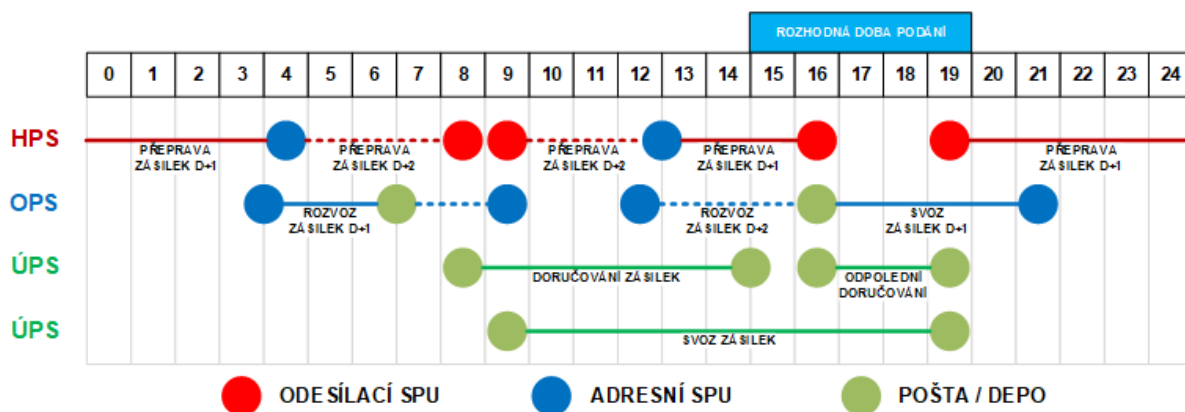 ROZHODNÁ DOBA PODÁNÍ
0 1 2 3 4 5 6 7 8 9 10 11 12 13 14 15 16 17 18 19 20 21 22 23 24
HPS
PŘEPRAVA
ZÁSILEK D+1
PŘEPRAVA
ZÁSILEK D+2
PŘEPRAVA
ZÁSILEK D+2
PŘEPRAVA
ZÁSILEK D+1
PŘEPRAVA
ZÁSILEK D+1
OPS
ROZVOZ
ZÁSILEK D+1
ROZVOZ
ZÁSILEK D+2
SVOZ
ZÁSILEK D+1
ÚPS
DORUČOVÁNÍ ZÁSILEK
ODPOLEDNÍ
DORUČOVÁNÍ
ÚPS
SVOZ ZÁSILEK
ODESÍLACÍ SPU
ADRESNÍ SPU
POŠTA / DEPO